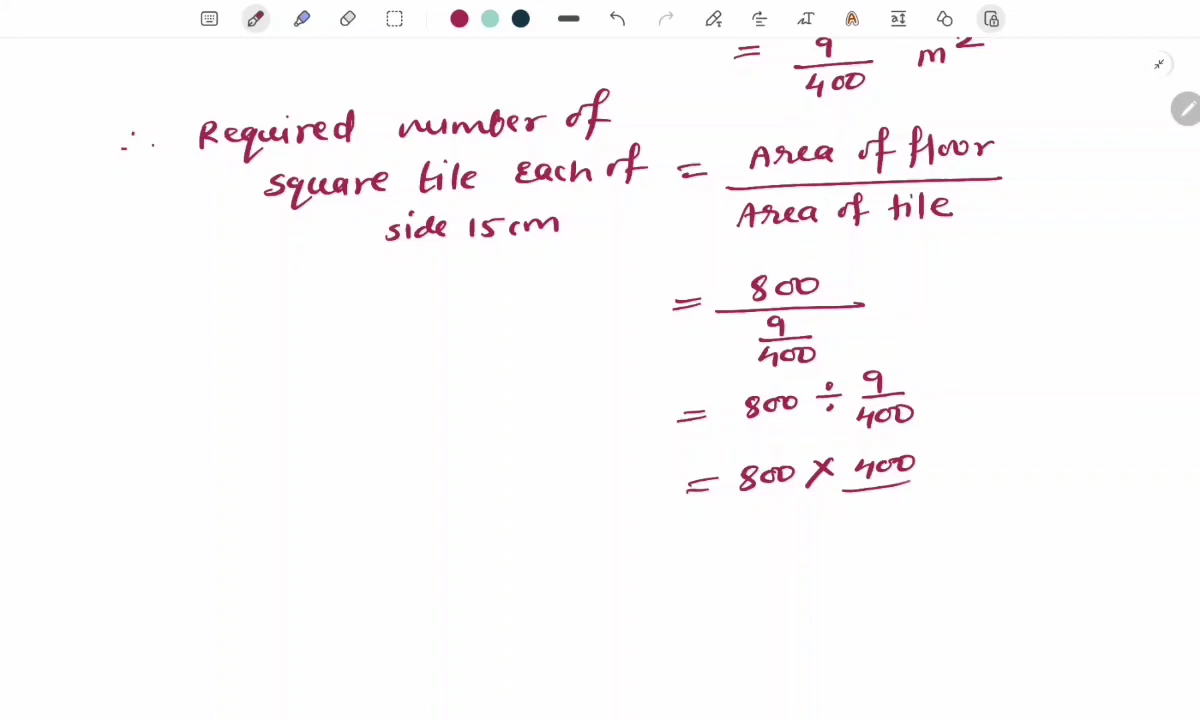 = 9/400 m²
∴ Required number of
square tile Each of = Area of floor / Area of tile
side 15 cm
= 800 / (9/400)
= 800 ÷ 9/400
= 800 × 400